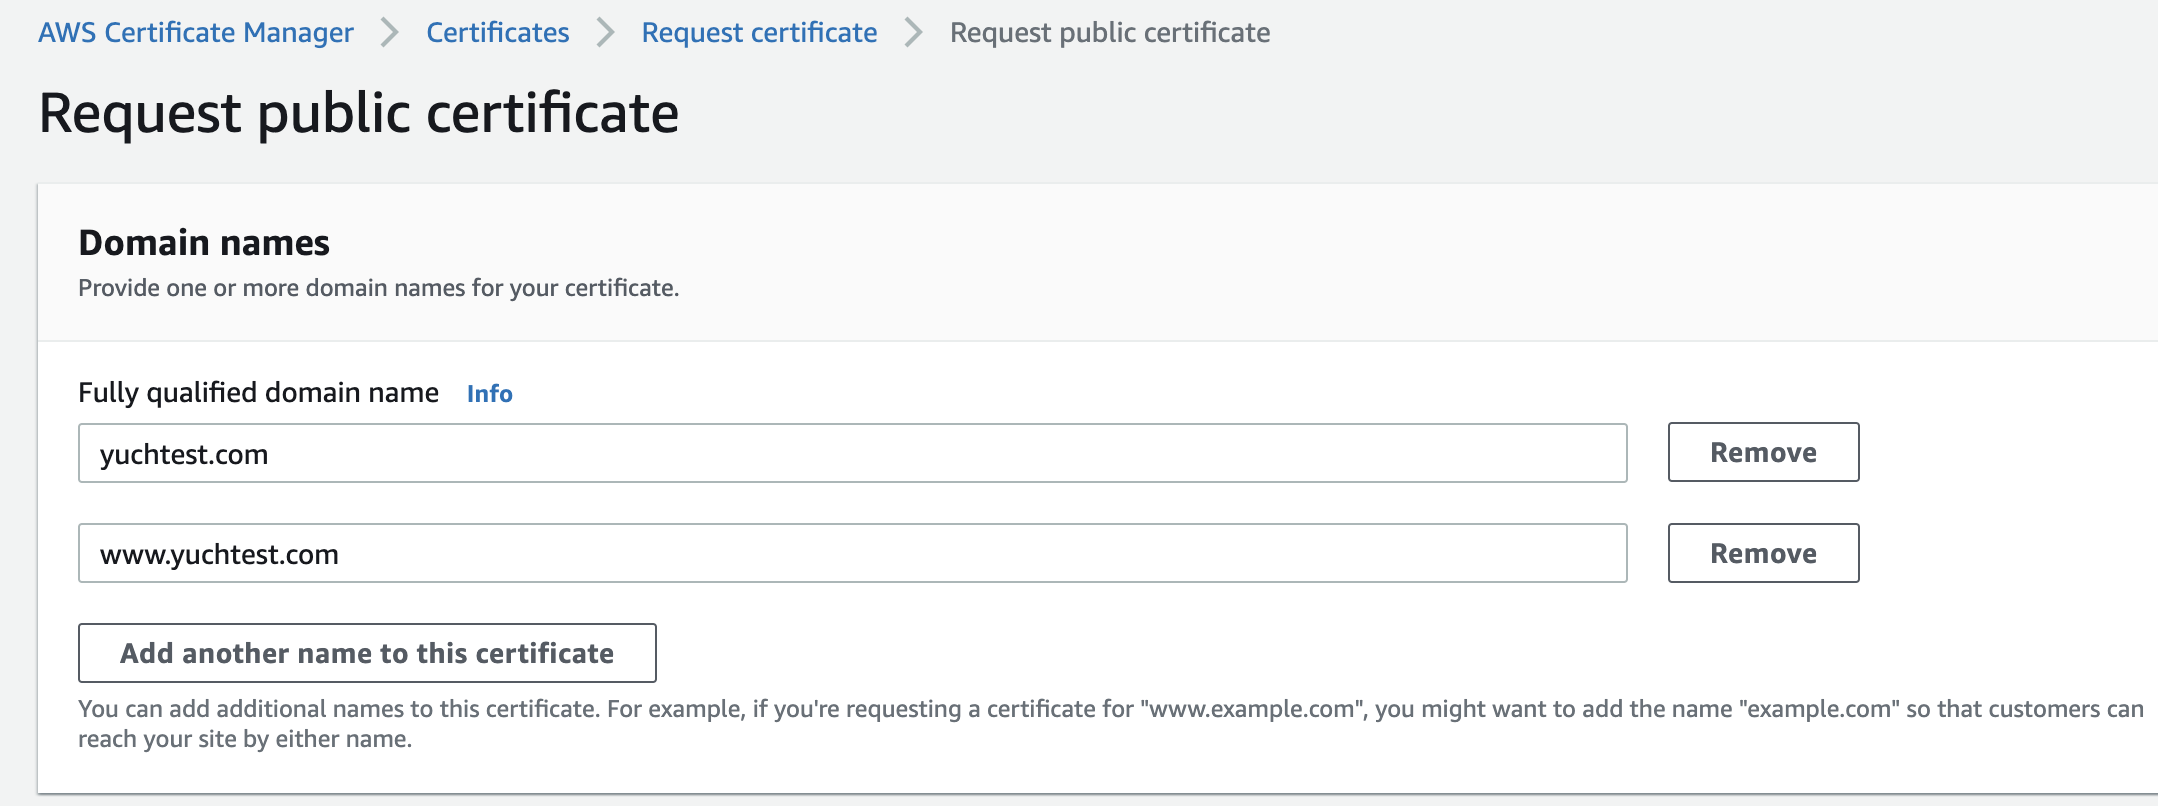 AWS Certificate Manager > Certificates > Request certificate > Request public certificate
Request public certificate
Domain names
Provide one or more domain names for your certificate.
Fully qualified domain name Info
yuchtest.com Remove
www.yuchtest.com Remove
Add another name to this certificate
You can add additional names to this certificate. For example, if you're requesting a certificate for "www.example.com", you might want to add the name "example.com" so that customers can
reach your site by either name.